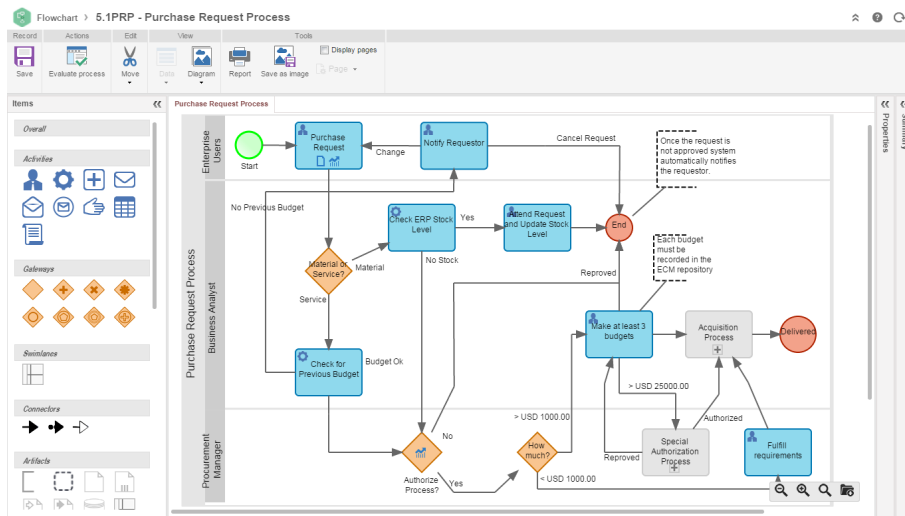 Flowchart > 5.1PRP - Purchase Request Process
Record
Actions
Edit
View
Tools
Save
Evaluate process
Move
Data
Diagram
Report
Save as image
Display pages
Page
Items
Purchase Request Process
Properties
Summary
Overall
Activities
Gateways
Swimlanes
Connectors
Artifacts
Purchase Request Process
Enterprise
Users
Business Analyst
Procurement
Manager
Start
Purchase
Request
Change
Notify Requestor
Cancel Request
Once the request is
not approved system
automatically notifies
the requestor.
No Previous Budget
Check ERP Stock
Level
Yes
Attend Request
and Update Stock
Level
End
Material or
Service?
Material
No Stock
Each budget
must be
recorded in the
ECM repository
Reproved
Service
Make at least 3
budgets
Acquisition
Process
Delivered
Check for
Previous Budget
Budget Ok
> USD 25000.00
> USD 1000.00
Authorized
No
How
much?
Special
Authorization
Process
Reproved
Fulfill
requirements
Authorize
Process?
Yes
< USD 1000.00